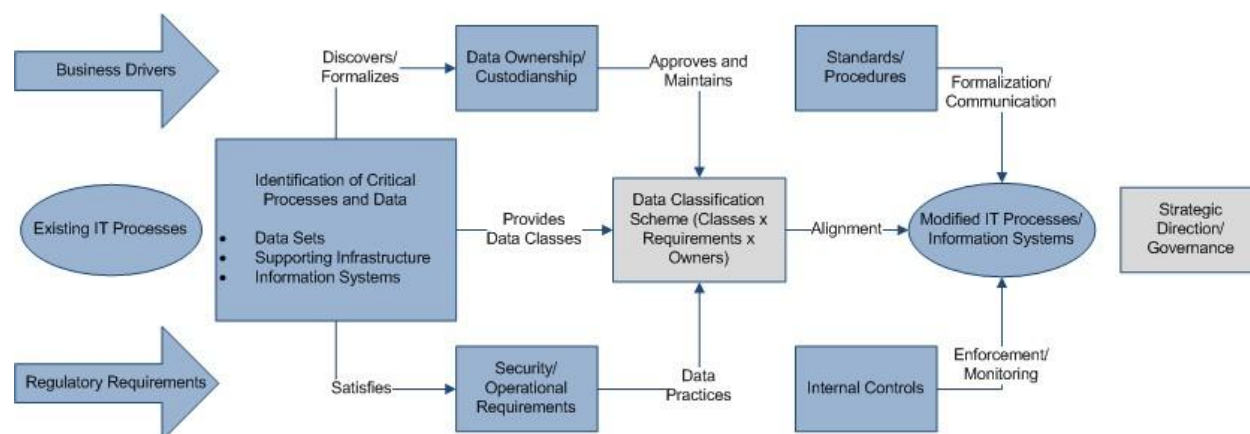 Business Drivers
Discovers/
Formalizes
Data Ownership/
Custodianship
Approves and
Maintains
Standards/
Procedures
Formalization/
Communication
Existing IT Processes
Identification of Critical
Processes and Data
• Data Sets
• Supporting Infrastructure
• Information Systems
Provides
Data Classes
Data Classification
Scheme (Classes x
Requirements x
Owners)
Alignment
Modified IT Processes/
Information Systems
Strategic
Direction/
Governance
Regulatory Requirements
Satisfies
Security/
Operational
Requirements
Data
Practices
Internal Controls
Enforcement/
Monitoring